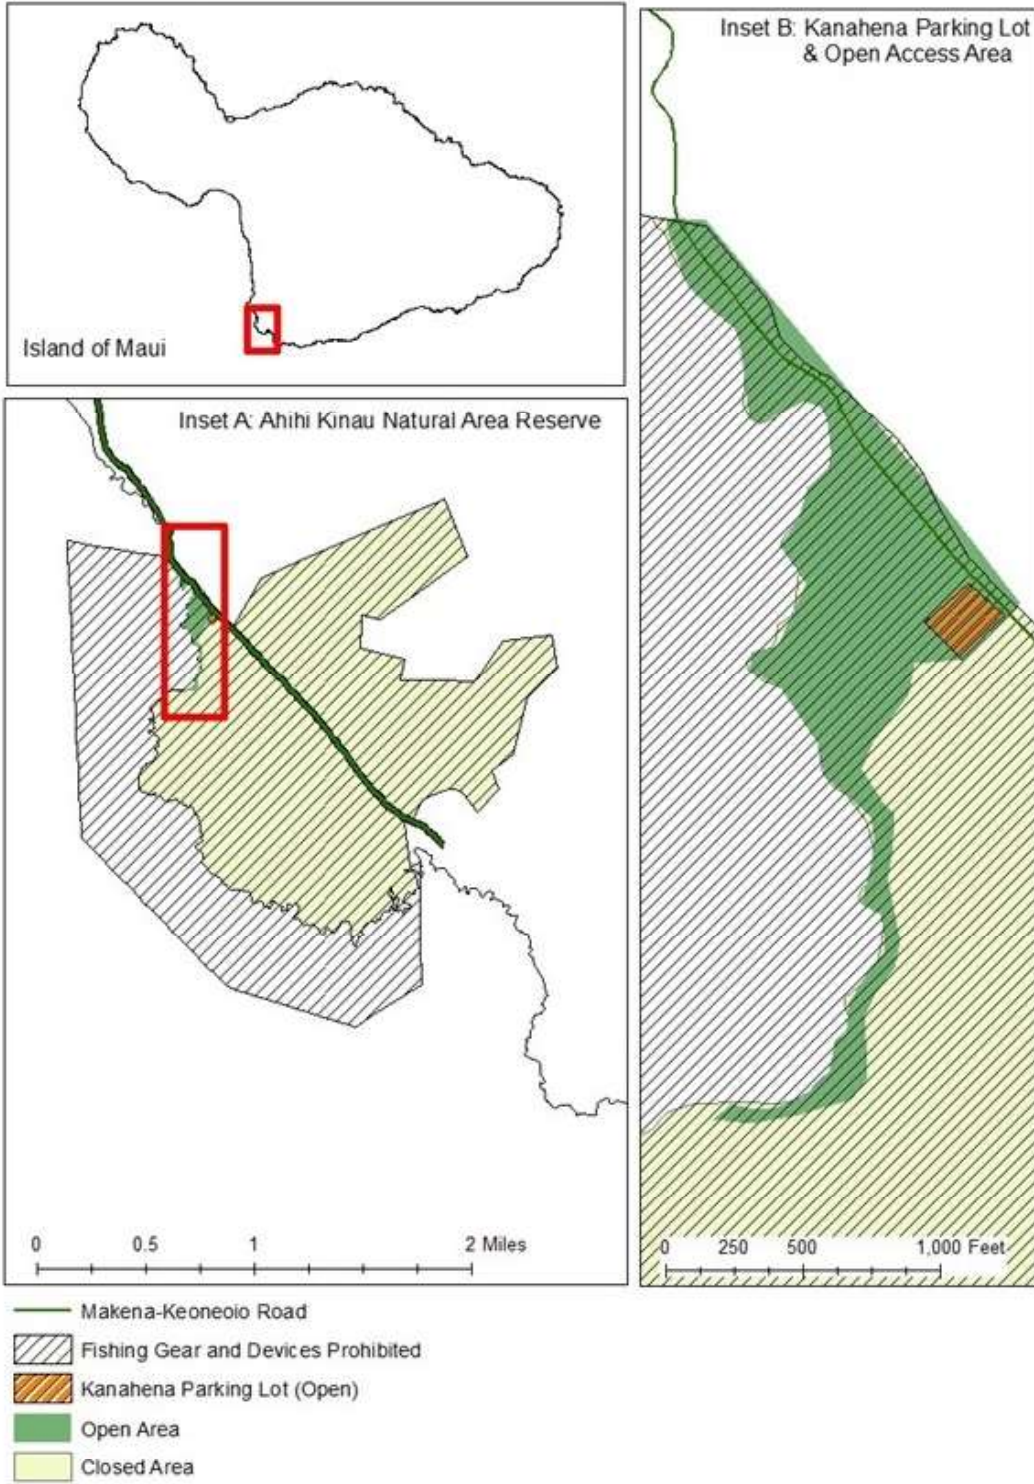 Island of Maui
Inset B: Kanahena Parking Lot
& Open Access Area
Inset A: Ahihi Kinau Natural Area Reserve
0 0.5 1 2 Miles
0 250 500 1,000 Feet
Makena-Keoneoio Road
Fishing Gear and Devices Prohibited
Kanahena Parking Lot (Open)
Open Area
Closed Area